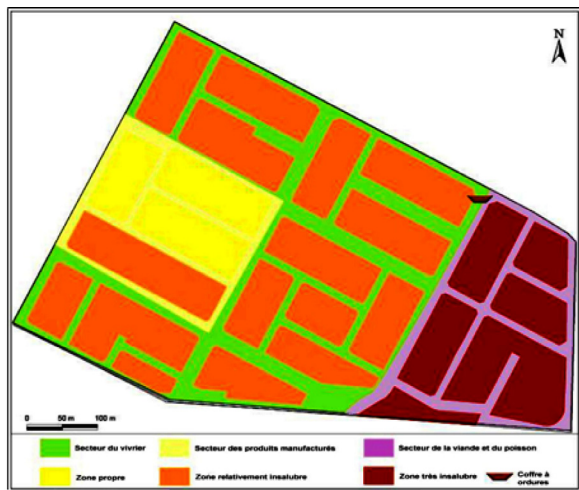 N
0 50 m 100 m
Secteur du vivrier
Secteur des produits manufacturés
Secteur de la viande et du poisson
Zone propre
Zone relativement insalubre
Zone très insalubre
Coffre à
ordures